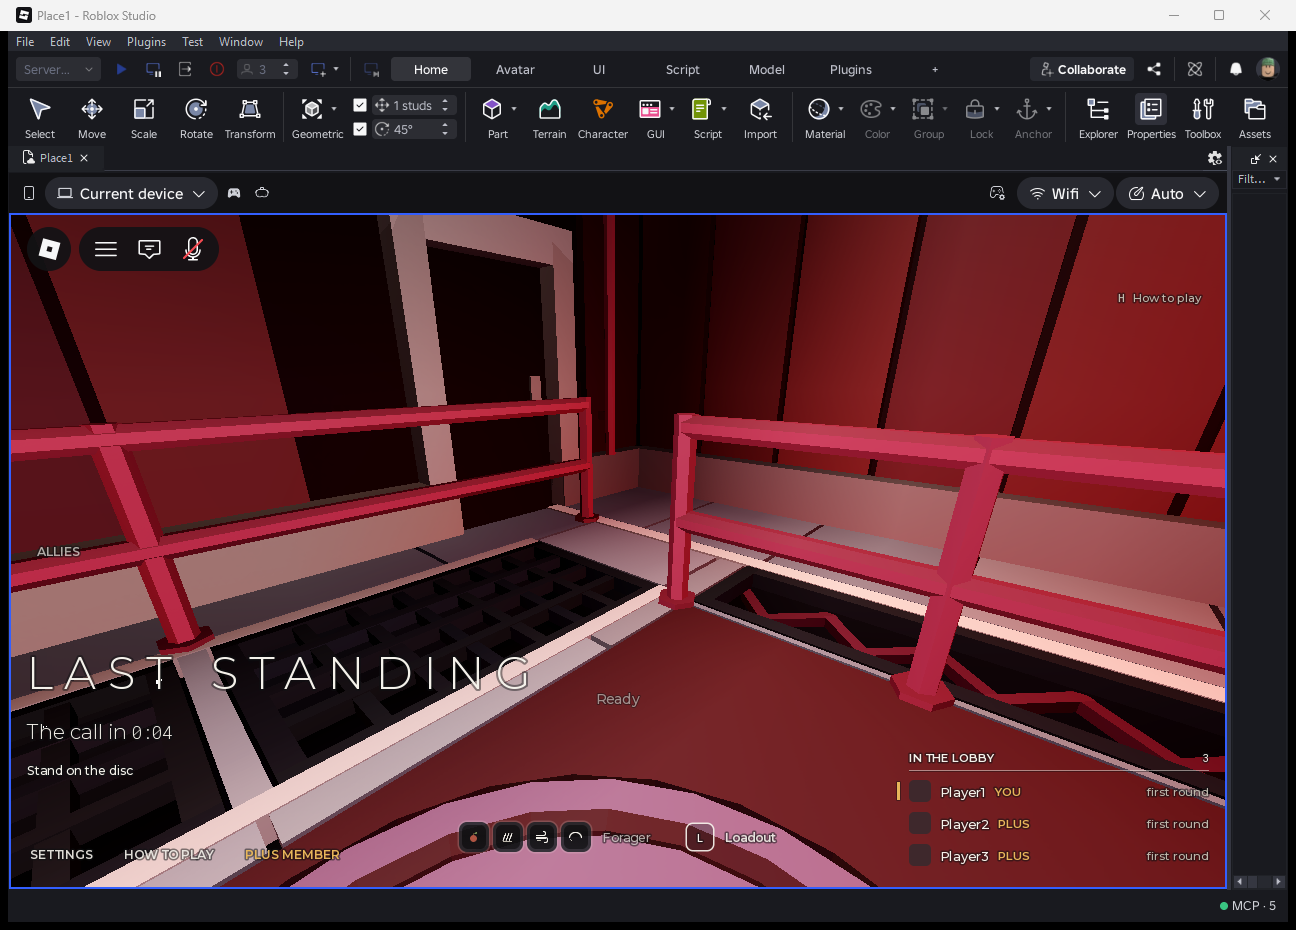 Place1 - Roblox Studio
File Edit View Plugins Test Window Help
Server... 3 Home Avatar UI Script Model Plugins + Collaborate
1 studs
45°
Select Move Scale Rotate Transform Geometric Part Terrain Character GUI Script Import Material Color Group Lock Anchor Explorer Properties Toolbox Assets
Place1
Filt...
Current device Wifi Auto
H How to play
ALLIES
LAST STANDING
Ready
The call in 0:04
Stand on the disc
IN THE LOBBY 3
Player1 YOU first round
Player2 PLUS first round
Player3 PLUS first round
Forager L Loadout
SETTINGS HOW TO PLAY PLUS MEMBER
MCP · 5